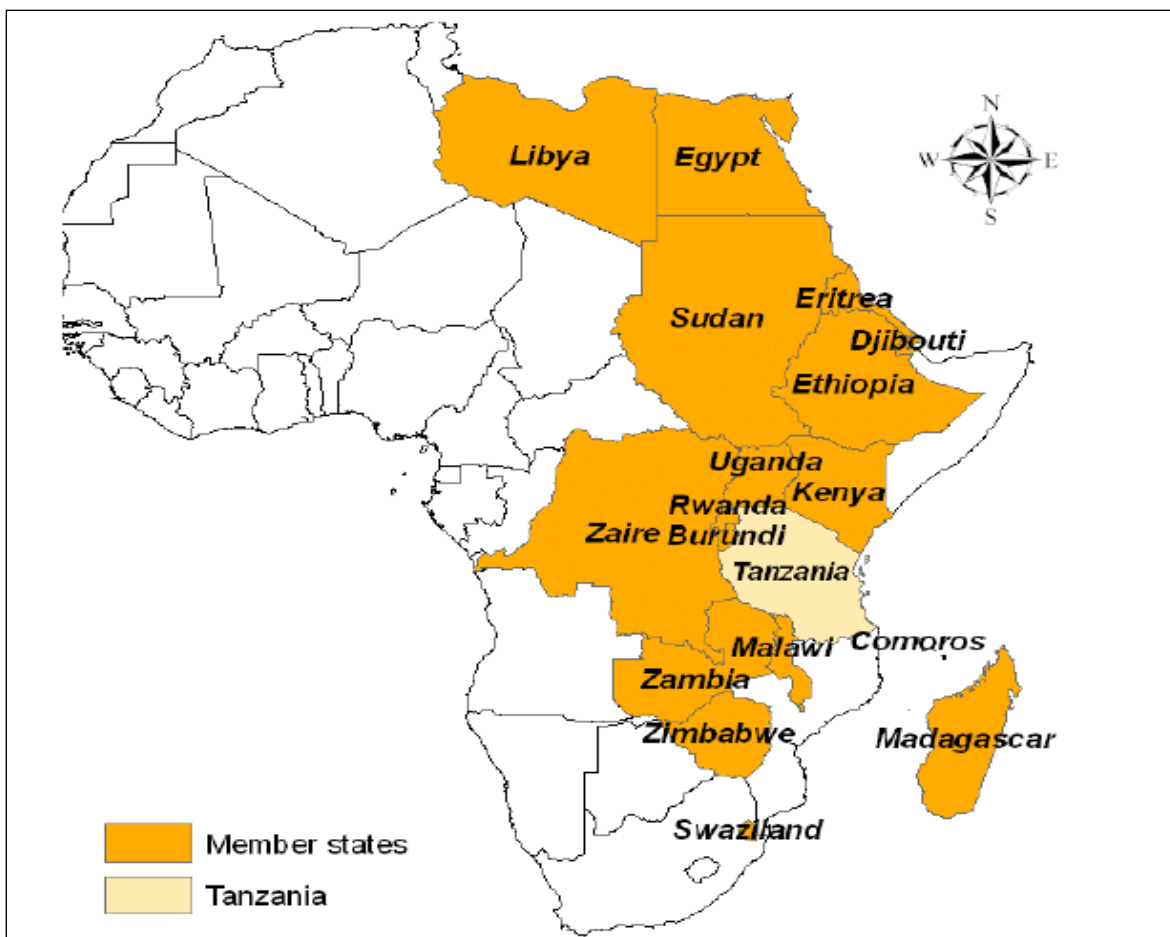 N
W E
S
Libya
Egypt
Sudan
Eritrea
Djibouti
Ethiopia
Uganda
Kenya
Rwanda
Zaire
Burundi
Tanzania
Malawi
Comoros
Zambia
Zimbabwe
Madagascar
Swaziland
Member states
Tanzania